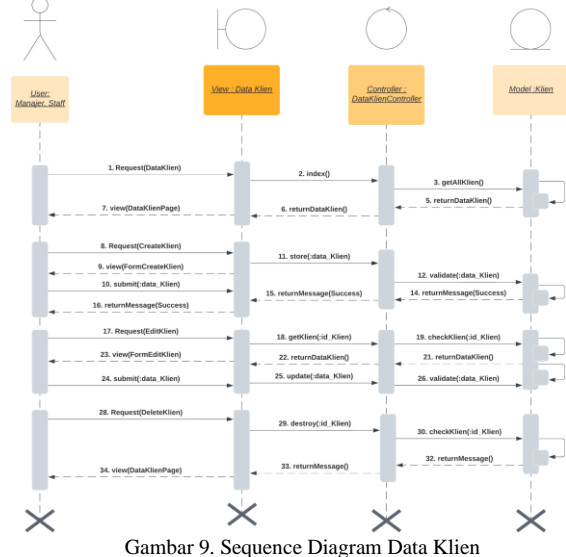 User:
Manajer, Staff
View : Data Klien
Controller :
DataKlienController
Model :Klien
1. Request(DataKlien)
2. index()
3. getAllKlien()
5. returnDataKlien()
6. returnDataKlien()
7. view(DataKlienPage)
8. Request(CreateKlien)
9. view(FormCreateKlien)
10. submit(:data_Klien)
11. store(:data_Klien)
12. validate(:data_Klien)
14. returnMessage(Success)
15. returnMessage(Success)
16. returnMessage(Success)
17. Request(EditKlien)
18. getKlien(:id_Klien)
19. checkKlien(:id_Klien)
21. returnDataKlien()
22. returnDataKlien()
23. view(FormEditKlien)
24. submit(:data_Klien)
25. update(:data_Klien)
26. validate(:data_Klien)
28. Request(DeleteKlien)
29. destroy(:id_Klien)
30. checkKlien(:id_Klien)
32. returnMessage()
33. returnMessage()
34. view(DataKlienPage)
Gambar 9. Sequence Diagram Data Klien